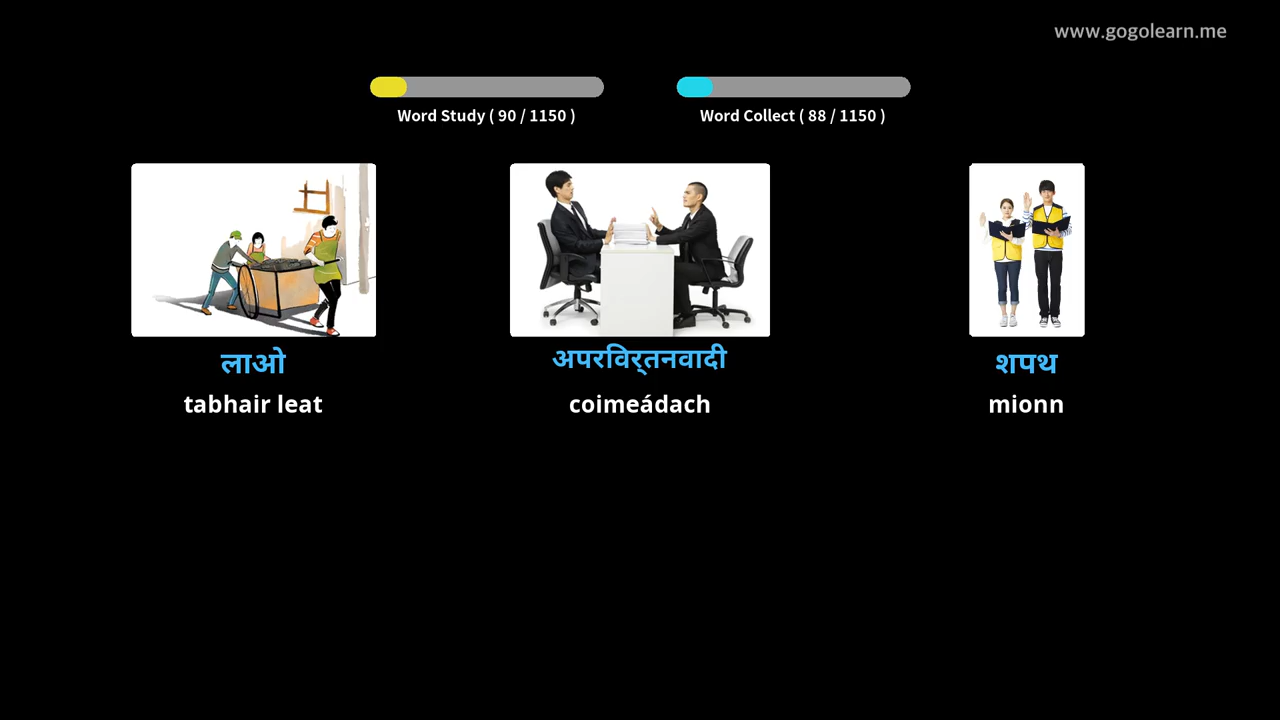 www.gogolearn.me
Word Study ( 90 / 1150 )
Word Collect ( 88 / 1150 )
लाओ
अपरविर्तनवादी
शपथ
tabhair leat
coimeádach
mionn